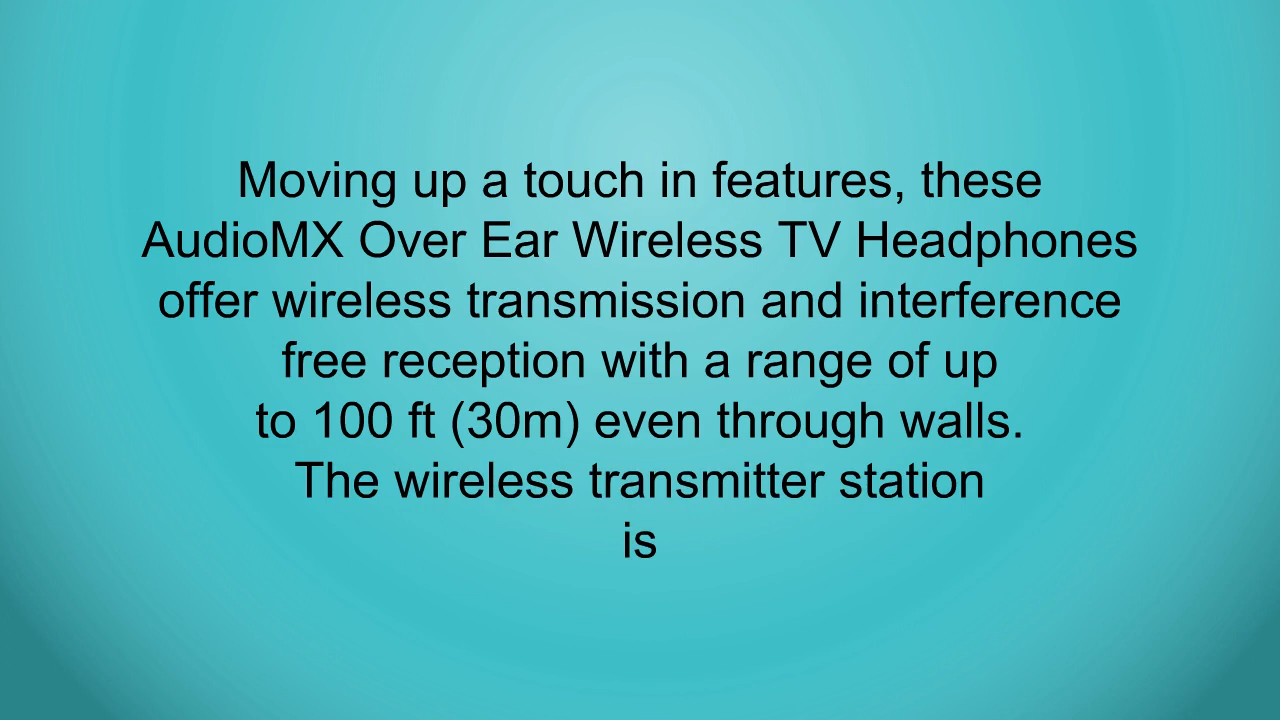 Moving up a touch in features, these
AudioMX Over Ear Wireless TV Headphones
offer wireless transmission and interference
free reception with a range of up
to 100 ft (30m) even through walls.
The wireless transmitter station
is